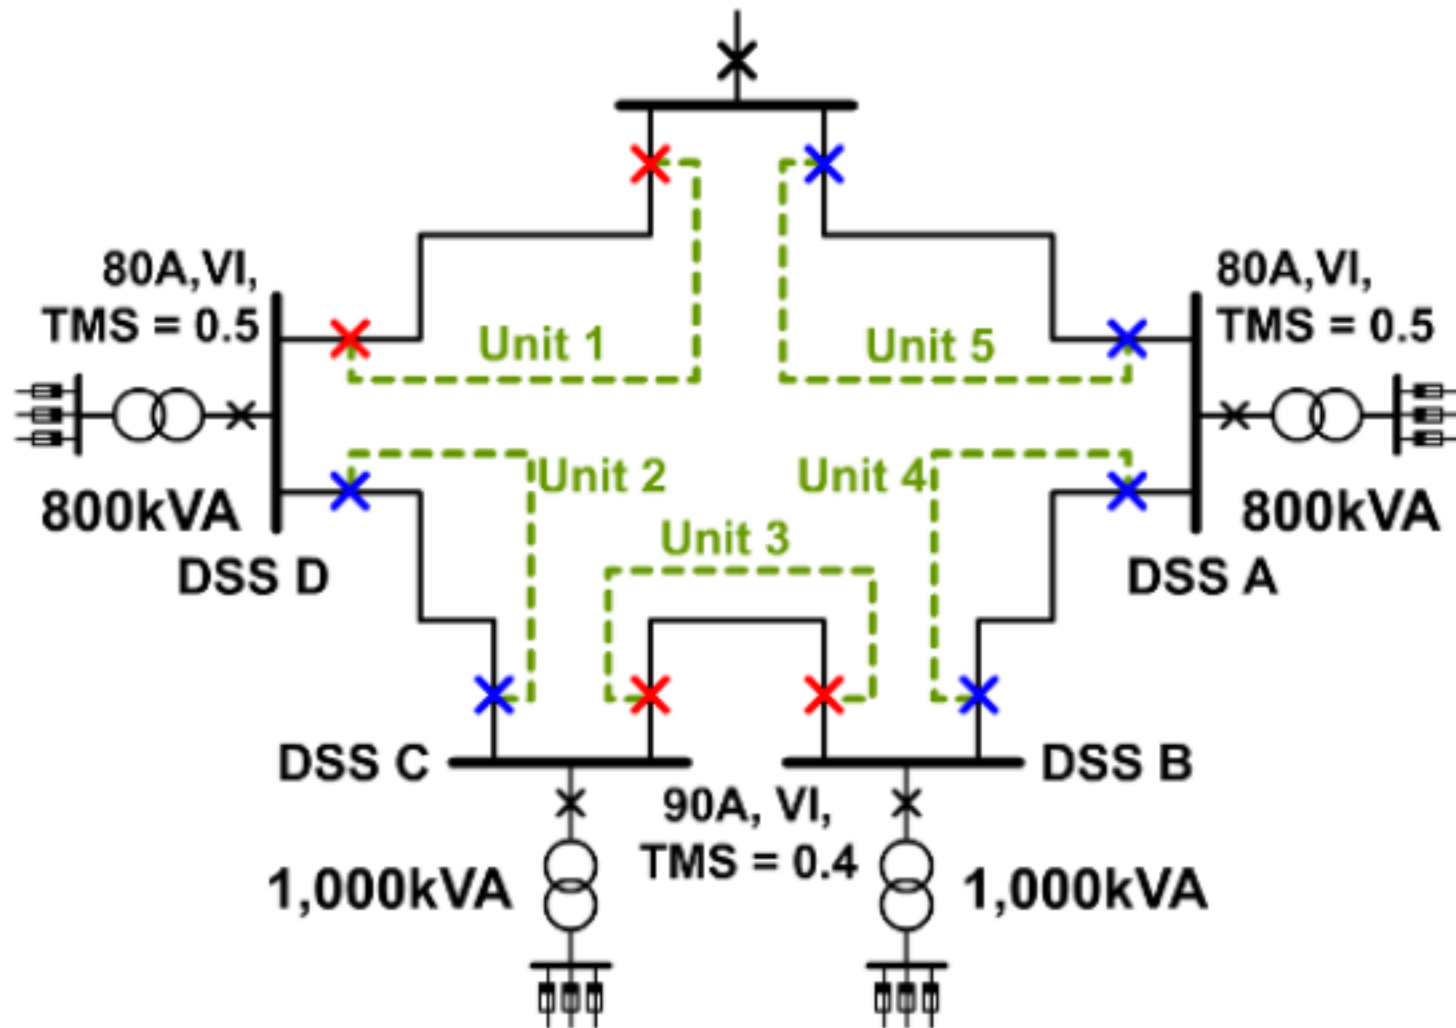 80A,VI,
TMS = 0.5
80A,VI,
TMS = 0.5
Unit 1
Unit 5
Unit 2
Unit 4
800kVA
800kVA
Unit 3
DSS D
DSS A
DSS C
DSS B
90A, VI,
TMS = 0.4
1,000kVA
1,000kVA